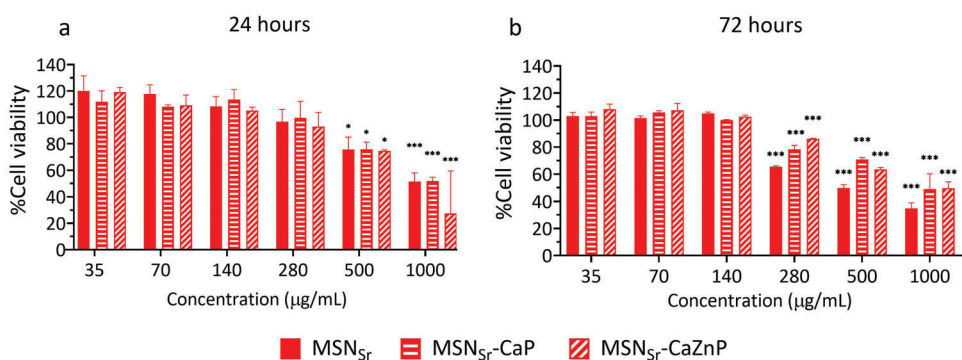 a
24 hours
%Cell viability
140
120
100
80
60
40
20
0
* * *
*** *** ***
35 70 140 280 500 1000
Concentration (μg/mL)
b
72 hours
%Cell viability
140
120
100
80
60
40
20
0
*** *** ***
*** *** ***
*** *** ***
35 70 140 280 500 1000
Concentration (μg/mL)
MSNSr MSNSr-CaP MSNSr-CaZnP